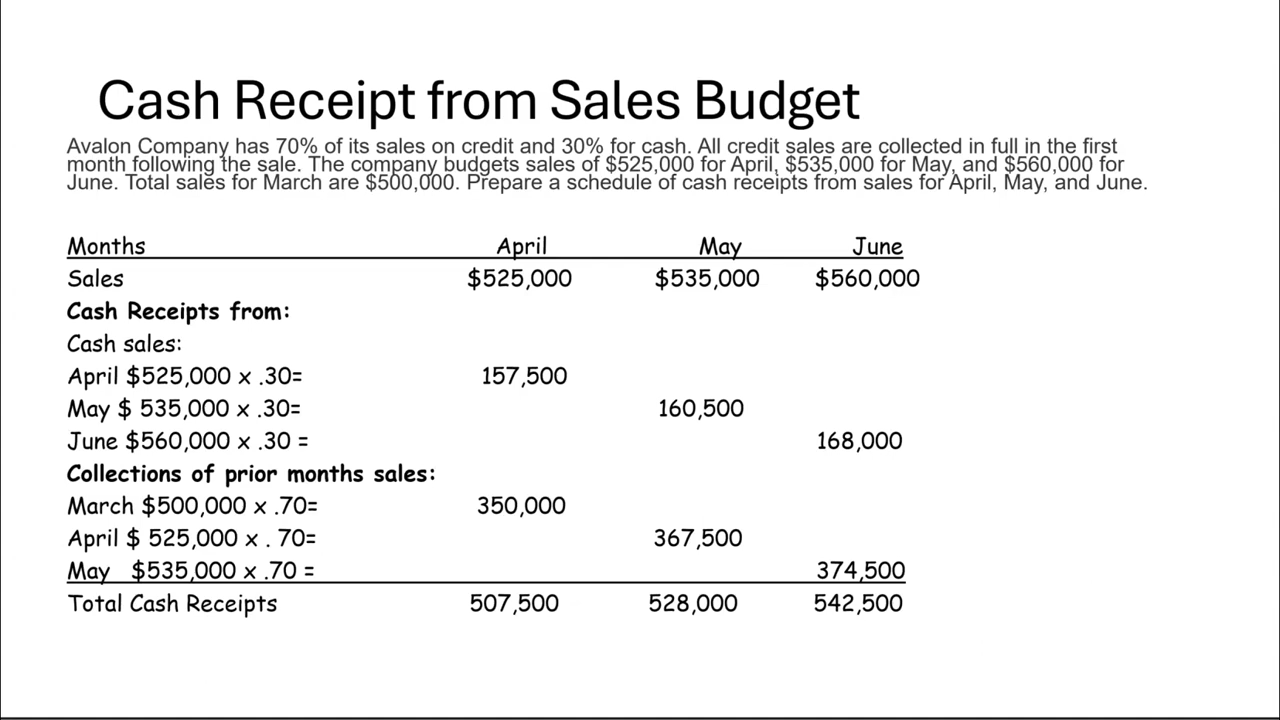 Cash Receipt from Sales Budget
Avalon Company has 70% of its sales on credit and 30% for cash. All credit sales are collected in full in the first
month following the sale. The company budgets sales of $525,000 for April, $535,000 for May, and $560,000 for
June. Total sales for March are $500,000. Prepare a schedule of cash receipts from sales for April, May, and June.
Months April May June
Sales $525,000 $535,000 $560,000
Cash Receipts from:
Cash sales:
April $525,000 x .30= 157,500
May $ 535,000 x .30= 160,500
June $560,000 x .30 = 168,000
Collections of prior months sales:
March $500,000 x .70= 350,000
April $ 525,000 x . 70= 367,500
May $535,000 x .70 = 374,500
Total Cash Receipts 507,500 528,000 542,500